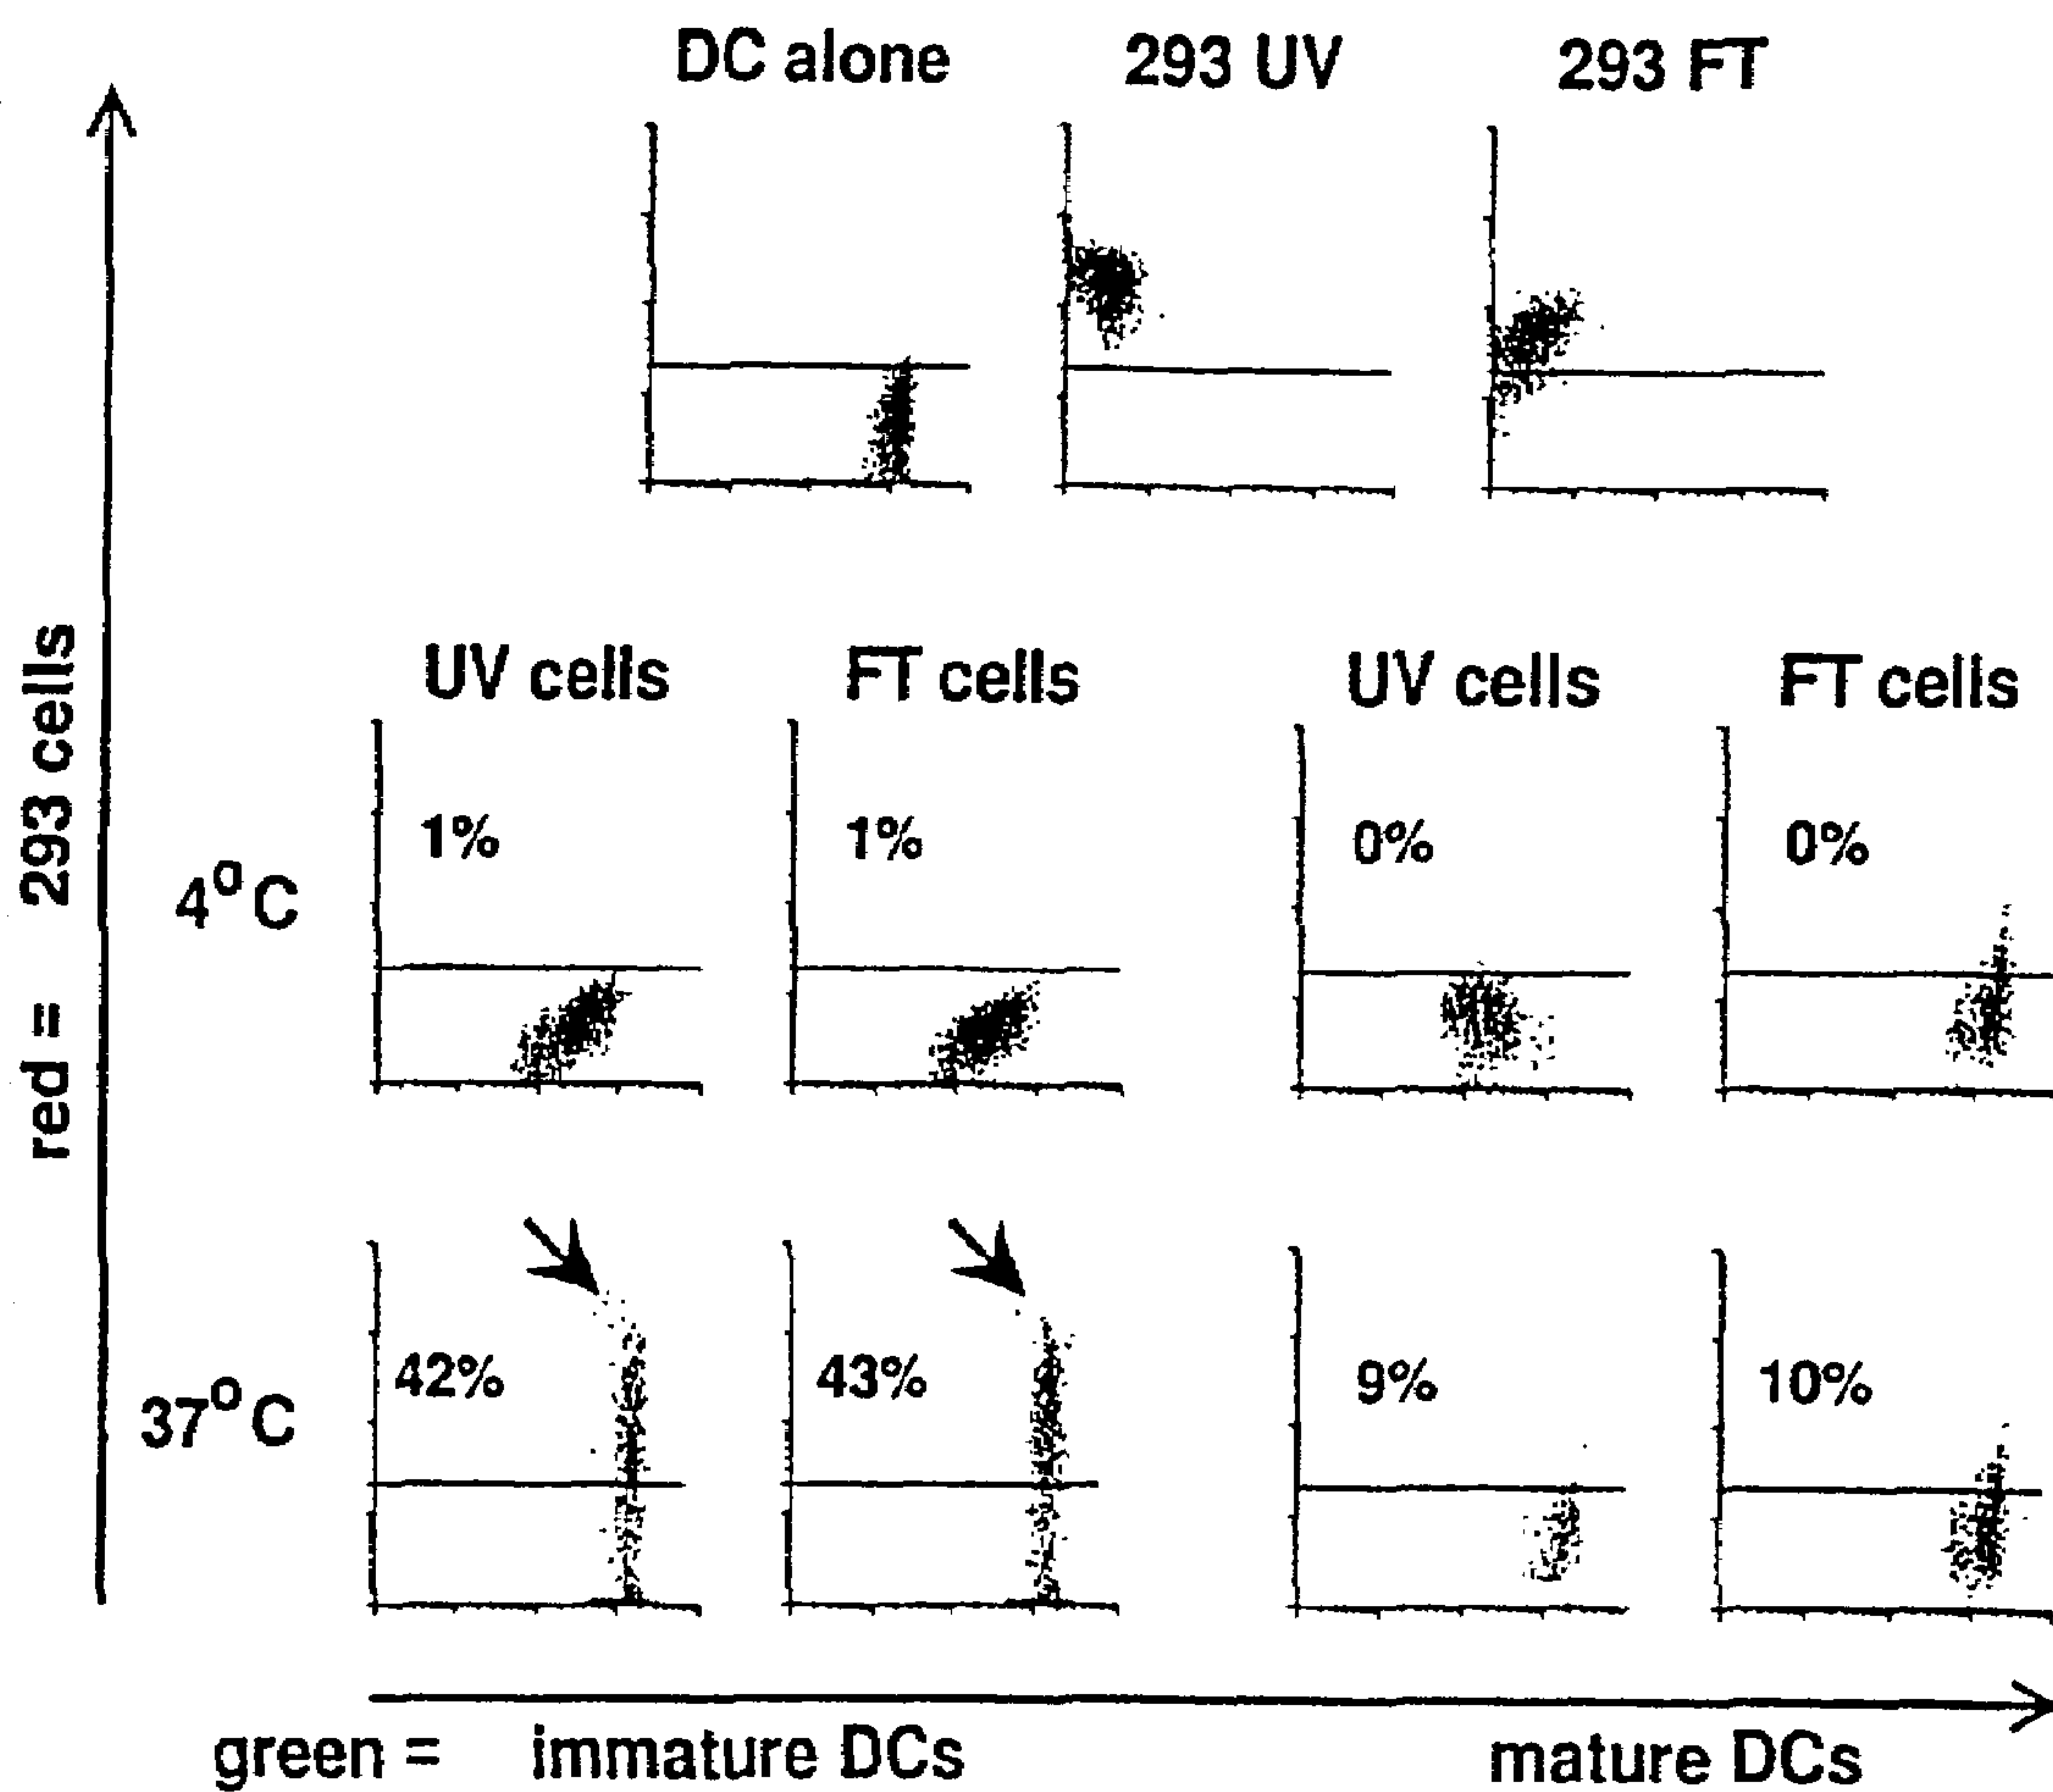 DC alone 293 UV 293 FT
UV cells FT cells UV cells FT cells
red = 293 cells
4°C 1% 1% 0% 0%
37°C 42% 43% 9% 10%
green = immature DCs mature DCs